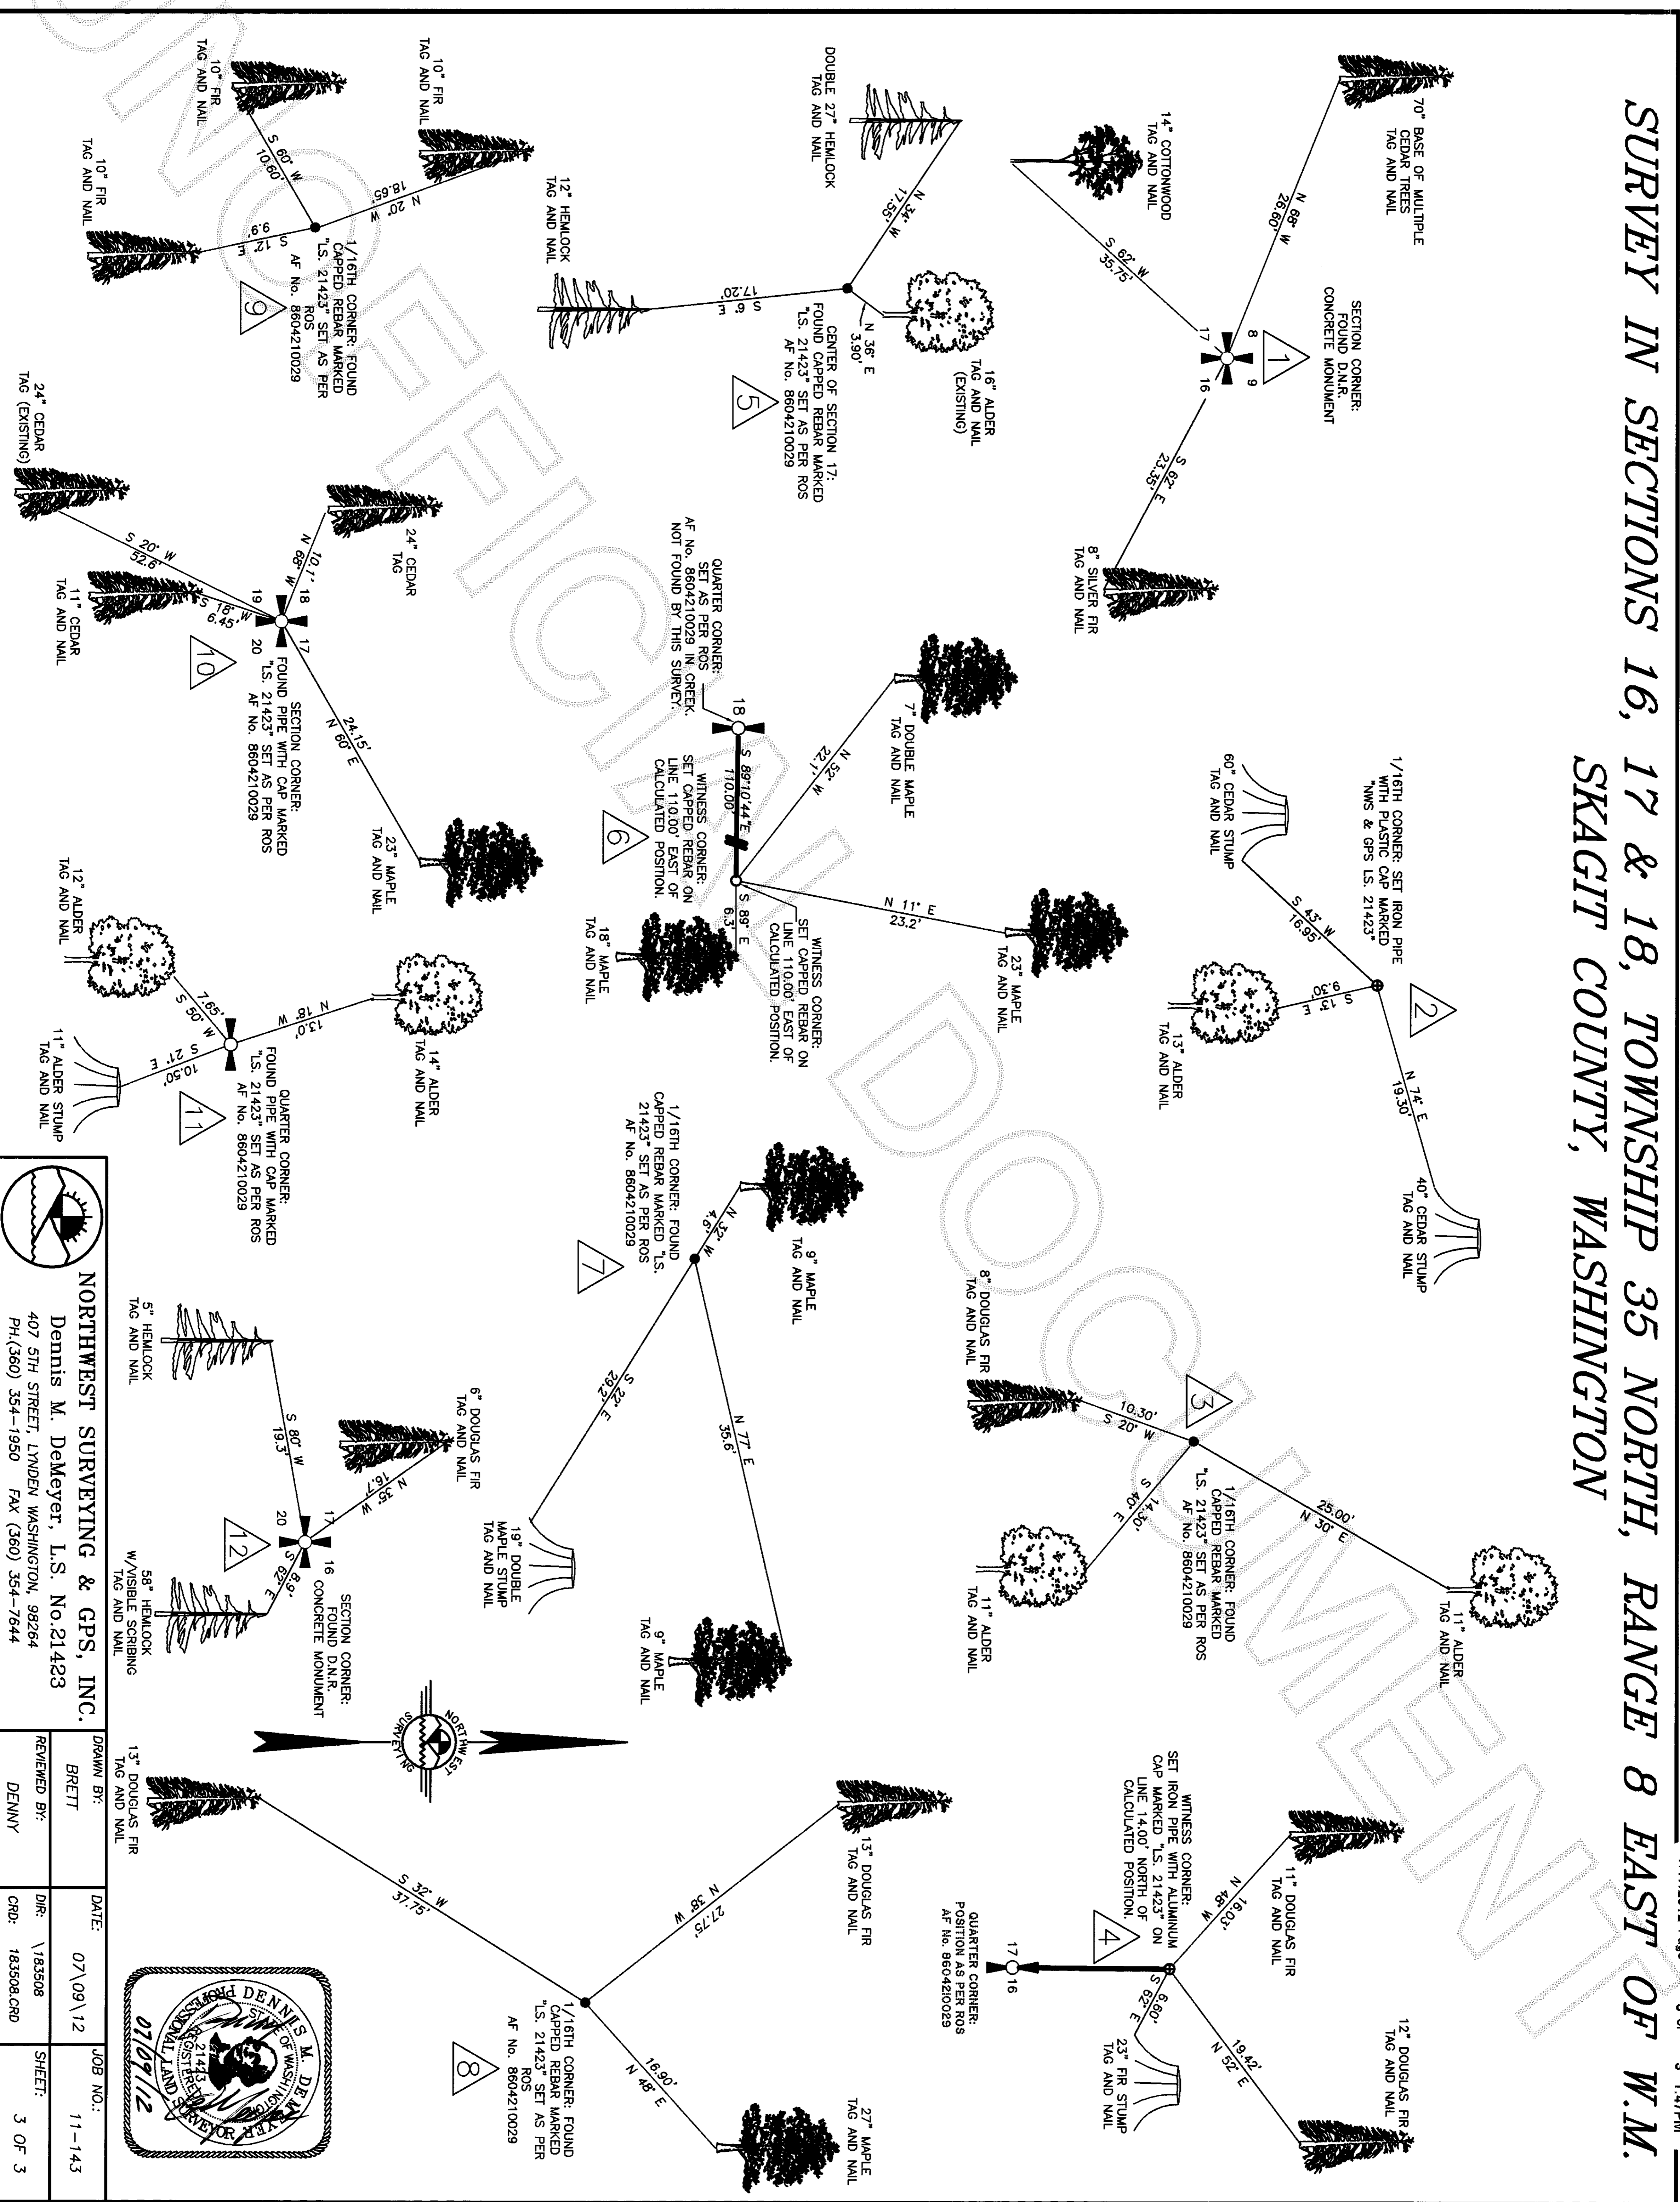 SURVEY IN SECTIONS 16, 17 & 18, TOWNSHIP 35 NORTH, RANGE 8 EAST OF W.M.
SKAGIT COUNTY, WASHINGTON
UNOFFICIAL DOCUMENT
70" BASE OF MULTIPLE
CEDAR TREES
TAG AND NAIL
N 68° W
26.60'
SECTION CORNER:
FOUND D.N.R.
CONCRETE MONUMENT
1
8
9
17
16
14" COTTONWOOD
TAG AND NAIL
S 62° W
35.75'
S 62° E
23.35'
8" SILVER FIR
TAG AND NAIL
1/16TH CORNER: SET IRON PIPE
WITH PLASTIC CAP MARKED
"NWS & GPS LS. 21423"
2
60" CEDAR STUMP
TAG AND NAIL
S 43° W
16.95'
S 13° E
9.30'
13" ALDER
TAG AND NAIL
N 74° E
19.30'
40" CEDAR STUMP
TAG AND NAIL
8" DOUGLAS FIR
TAG AND NAIL
3
10.30'
S 20° W
14.30'
S 40° E
11" ALDER
TAG AND NAIL
1/16TH CORNER: FOUND
CAPPED REBAR MARKED
"LS. 21423" SET AS PER ROS
AF No. 8604210029
25.00'
N 30° E
11" ALDER
TAG AND NAIL
WITNESS CORNER:
SET IRON PIPE WITH ALUMINUM
CAP MARKED "LS. 21423" ON
LINE 14.00' NORTH OF
CALCULATED POSITION.
4
11" DOUGLAS FIR
TAG AND NAIL
16.03'
N 48° W
12" DOUGLAS FIR
TAG AND NAIL
19.42'
N 52° E
6.60'
S 62° E
23" FIR STUMP
TAG AND NAIL
QUARTER CORNER:
POSITION AS PER ROS
AF No. 8604210029
17
16
DOUBLE 27" HEMLOCK
TAG AND NAIL
N 34° W
17.55'
16" ALDER
TAG AND NAIL
(EXISTING)
N 36° E
3.90'
S 6° E
17.20'
12" HEMLOCK
TAG AND NAIL
CENTER OF SECTION 17:
FOUND CAPPED REBAR MARKED
"LS. 21423" SET AS PER ROS
AF No. 8604210029
5
QUARTER CORNER:
SET AS PER ROS
AF No. 8604210029 IN CREEK.
NOT FOUND BY THIS SURVEY.
18
S 89°10'44"E
110.00'
WITNESS CORNER:
SET CAPPED REBAR ON
LINE 110.00' EAST OF
CALCULATED POSITION.
6
7" DOUBLE MAPLE
TAG AND NAIL
N 52° W
22.1'
N 11° E
23.2'
23" MAPLE
TAG AND NAIL
S 89° E
6.3'
18" MAPLE
TAG AND NAIL
WITNESS CORNER:
SET CAPPED REBAR ON
LINE 110.00' EAST OF
CALCULATED POSITION.
1/16TH CORNER: FOUND
CAPPED REBAR MARKED "LS.
21423" SET AS PER ROS
AF No. 8604210029
7
9" MAPLE
TAG AND NAIL
N 32° W
4.6'
N 77° E
35.6'
9" MAPLE
TAG AND NAIL
S 22° E
29.2'
19" DOUBLE
MAPLE STUMP
TAG AND NAIL
NORTHWEST
SURVEYING
13" DOUGLAS FIR
TAG AND NAIL
N 38° W
27.75'
S 32° W
37.75'
13" DOUGLAS FIR
TAG AND NAIL
16.90'
N 48° E
27" MAPLE
TAG AND NAIL
1/16TH CORNER: FOUND
CAPPED REBAR MARKED
"LS. 21423" SET AS PER
ROS
AF No. 8604210029
8
10" FIR
TAG AND NAIL
S 60° W
10.60'
10" FIR
TAG AND NAIL
N 20° W
18.65'
10" FIR
TAG AND NAIL
S 12° E
9.9'
1/16TH CORNER: FOUND
CAPPED REBAR MARKED
"LS. 21423" SET AS PER
ROS
AF No. 8604210029
9
24" CEDAR
TAG (EXISTING)
S 20° W
52.6'
24" CEDAR
TAG
10.1'
N 68° W
11" CEDAR
TAG AND NAIL
S 18° W
6.45'
18
17
19
20
SECTION CORNER:
FOUND PIPE WITH CAP MARKED
"LS. 21423" SET AS PER ROS
AF No. 8604210029
10
24.15'
N 60° E
23" MAPLE
TAG AND NAIL
12" ALDER
TAG AND NAIL
7.65'
S 50° W
14" ALDER
TAG AND NAIL
N 18° W
13.0'
S 21° E
10.50'
11" ALDER STUMP
TAG AND NAIL
QUARTER CORNER:
FOUND PIPE WITH CAP MARKED
"LS. 21423" SET AS PER ROS
AF No. 8604210029
11
5" HEMLOCK
TAG AND NAIL
S 80° W
19.3'
6" DOUGLAS FIR
TAG AND NAIL
N 35° W
16.7'
17
16
20
12
SECTION CORNER:
FOUND D.N.R.
CONCRETE MONUMENT
8.9'
S 62° E
58" HEMLOCK
W/VISIBLE SCRIBING
TAG AND NAIL
NORTHWEST SURVEYING & GPS, INC.
Dennis M. DeMeyer, L.S. No.21423
407 5TH STREET, LYNDEN WASHINGTON, 98264
PH.(360) 354-1950 FAX (360) 354-7644
DRAWN BY:
BRETT
DATE:
07\09\12
JOB NO.:
11-143
REVIEWED BY:
DENNY
DIR: \183508
CRD: 183508.CRD
SHEET:
3 OF 3
DENNIS M. DEMEYER
STATE OF WASHINGTON
21423
REGISTERED
PROFESSIONAL LAND SURVEYOR
07/09/12